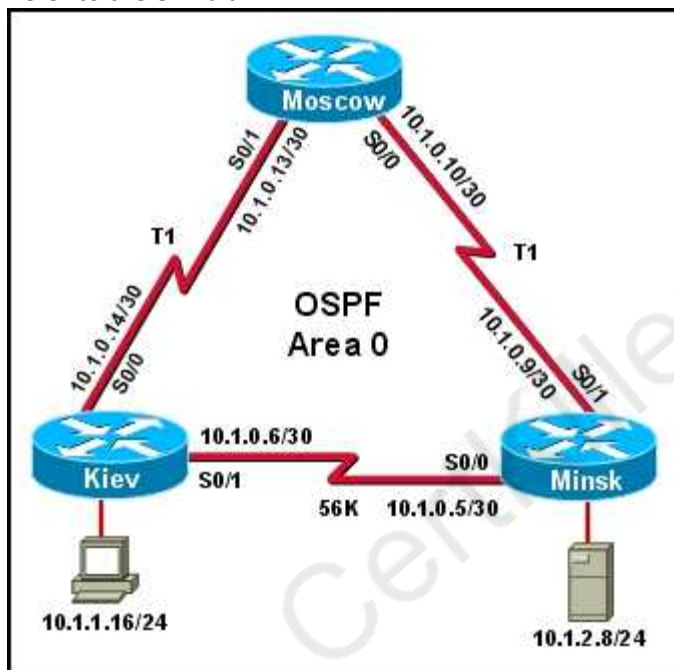 Moscow
S0/1
10.1.0.13/30
S0/0
10.1.0.10/30
T1
T1
OSPF
Area 0
10.1.0.14/30
S0/0
10.1.0.9/30
S0/1
Kiev
10.1.0.6/30
S0/1
56K
S0/0
10.1.0.5/30
Minsk
10.1.1.16/24
10.1.2.8/24